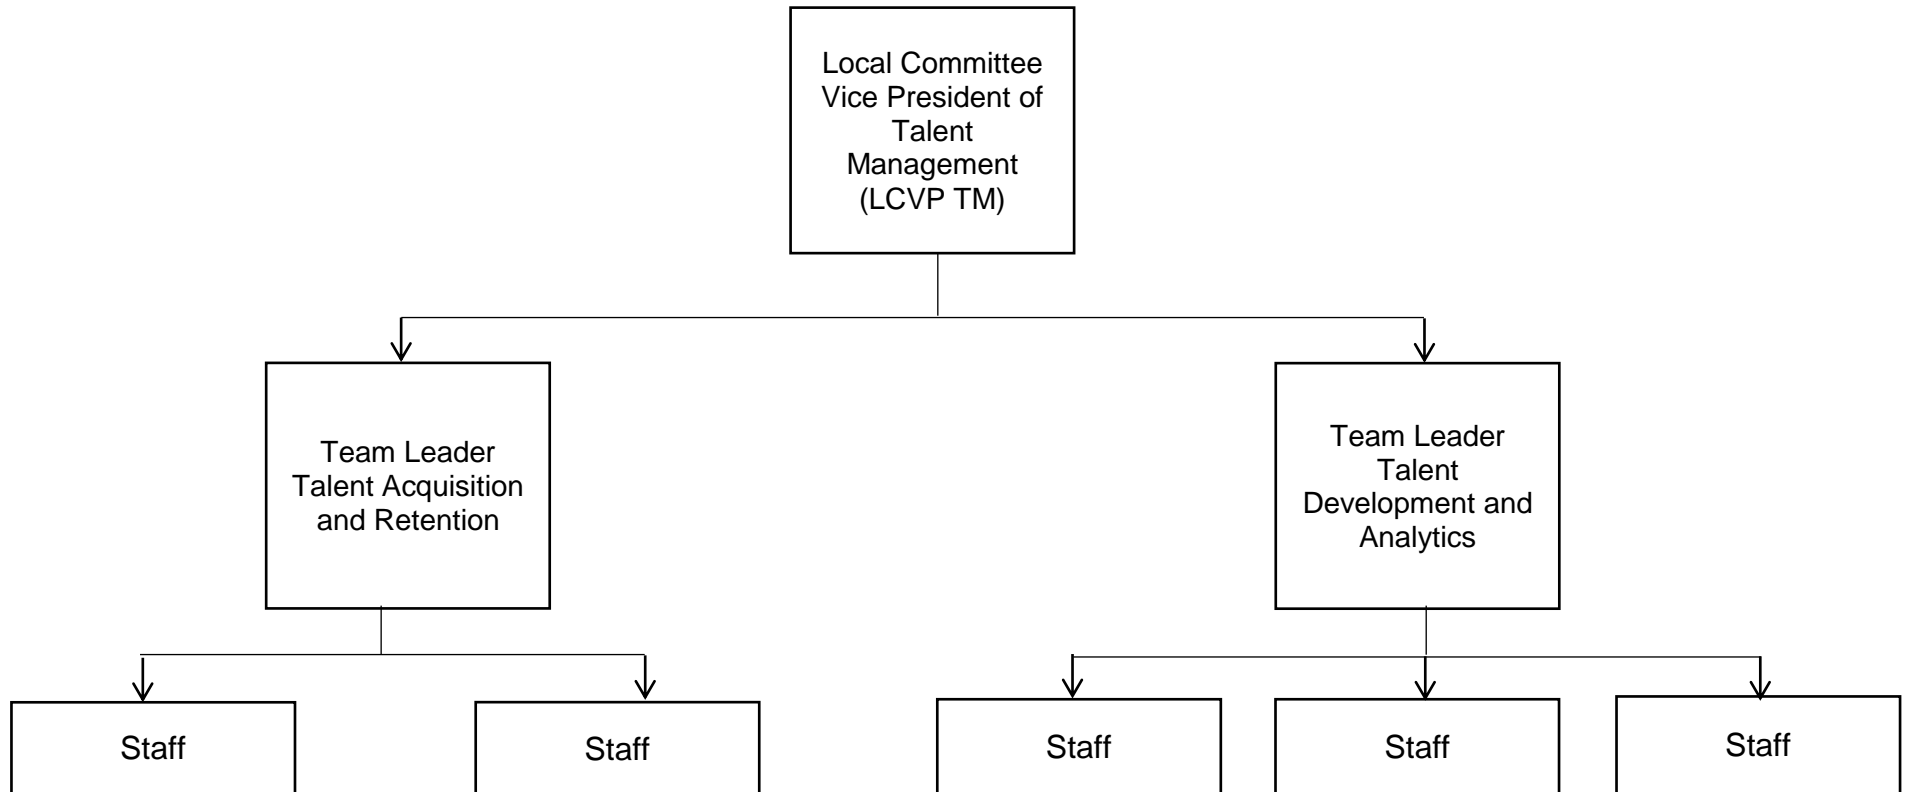 Local Committee
Vice President of
Talent
Management
(LCVP TM)
Team Leader
Talent Acquisition
and Retention
Team Leader
Talent
Development and
Analytics
Staff
Staff
Staff
Staff
Staff